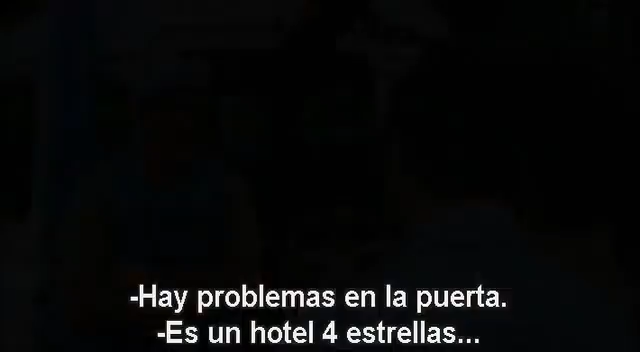 -Hay problemas en la puerta.
-Es un hotel 4 estrellas...